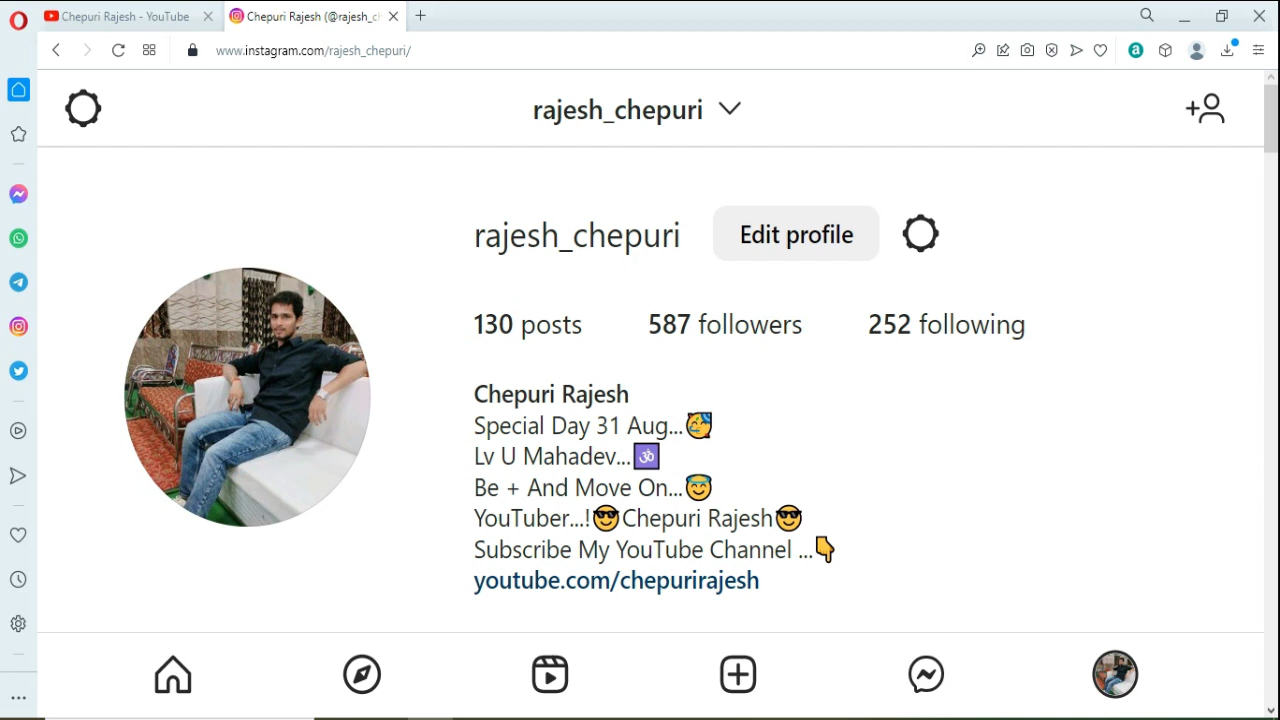 Chepuri Rajesh - YouTube
Chepuri Rajesh (@rajesh_ch
www.instagram.com/rajesh_chepuri/
rajesh_chepuri
rajesh_chepuri Edit profile
130 posts 587 followers 252 following
Chepuri Rajesh
Special Day 31 Aug...🥳
Lv U Mahadev...🕉
Be + And Move On...😇
YouTuber...!😎Chepuri Rajesh😎
Subscribe My YouTube Channel ...👇
youtube.com/chepurirajesh